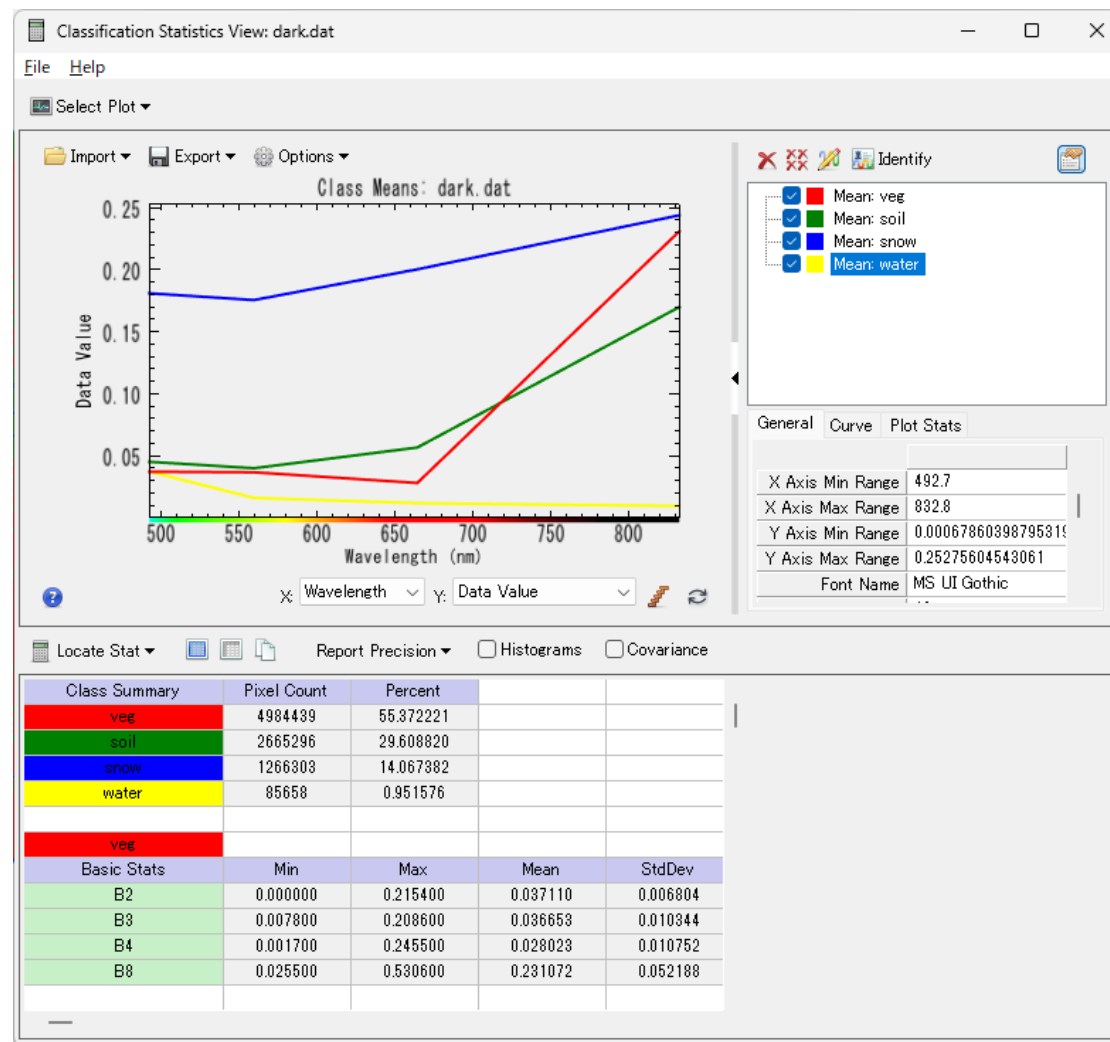 Classification Statistics View: dark.dat
File Help
Select Plot
Import Export Options
Identify
Class Means: dark.dat
0.25
0.20
0.15
0.10
0.05
Data Value
500 550 600 650 700 750 800
Wavelength (nm)
X: Wavelength Y: Data Value
Mean: veg
Mean: soil
Mean: snow
Mean: water
General Curve Plot Stats
X Axis Min Range 492.7
X Axis Max Range 832.8
Y Axis Min Range 0.00067860398795319
Y Axis Max Range 0.25275604543061
Font Name MS UI Gothic
Locate Stat Report Precision Histograms Covariance
Class Summary Pixel Count Percent
veg 4984439 55.372221
soil 2665296 29.608820
snow 1266303 14.067382
water 85658 0.951576
veg
Basic Stats Min Max Mean StdDev
B2 0.000000 0.215400 0.037110 0.006804
B3 0.007800 0.208600 0.036653 0.010344
B4 0.001700 0.245500 0.028023 0.010752
B8 0.025500 0.530600 0.231072 0.052188